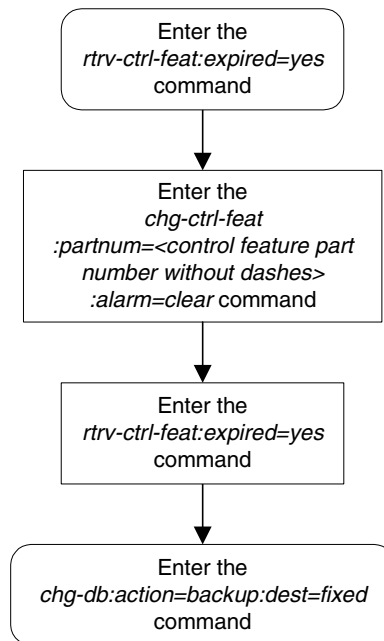 Enter the
rtrv-ctrl-feat:expired=yes
command
Enter the
chg-ctrl-feat
:partnum=<control feature part
number without dashes>
:alarm=clear command
Enter the
rtrv-ctrl-feat:expired=yes
command
Enter the
chg-db:action=backup:dest=fixed
command